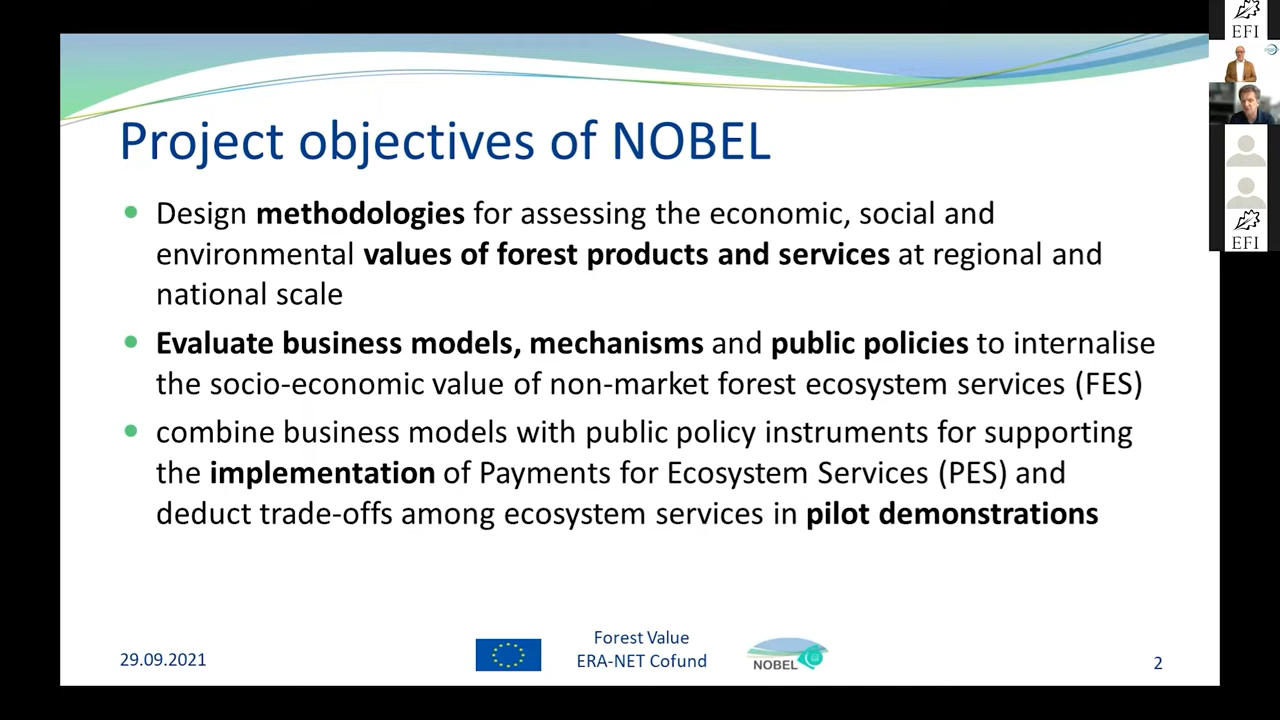 Project objectives of NOBEL
• Design methodologies for assessing the economic, social and
environmental values of forest products and services at regional and
national scale
• Evaluate business models, mechanisms and public policies to internalise
the socio-economic value of non-market forest ecosystem services (FES)
• combine business models with public policy instruments for supporting
the implementation of Payments for Ecosystem Services (PES) and
deduct trade-offs among ecosystem services in pilot demonstrations
29.09.2021
Forest Value
ERA-NET Cofund
NOBEL
2
EFI
EFI